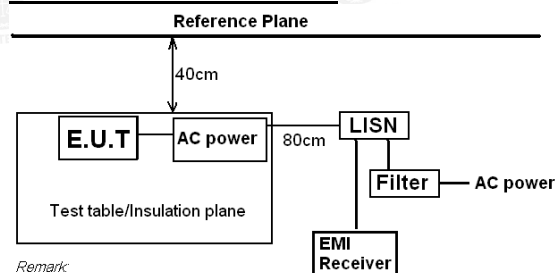 Reference Plane
40cm
E.U.T
AC power
80cm
LISN
Filter
AC power
Test table/Insulation plane
EMI
Receiver
Remark: